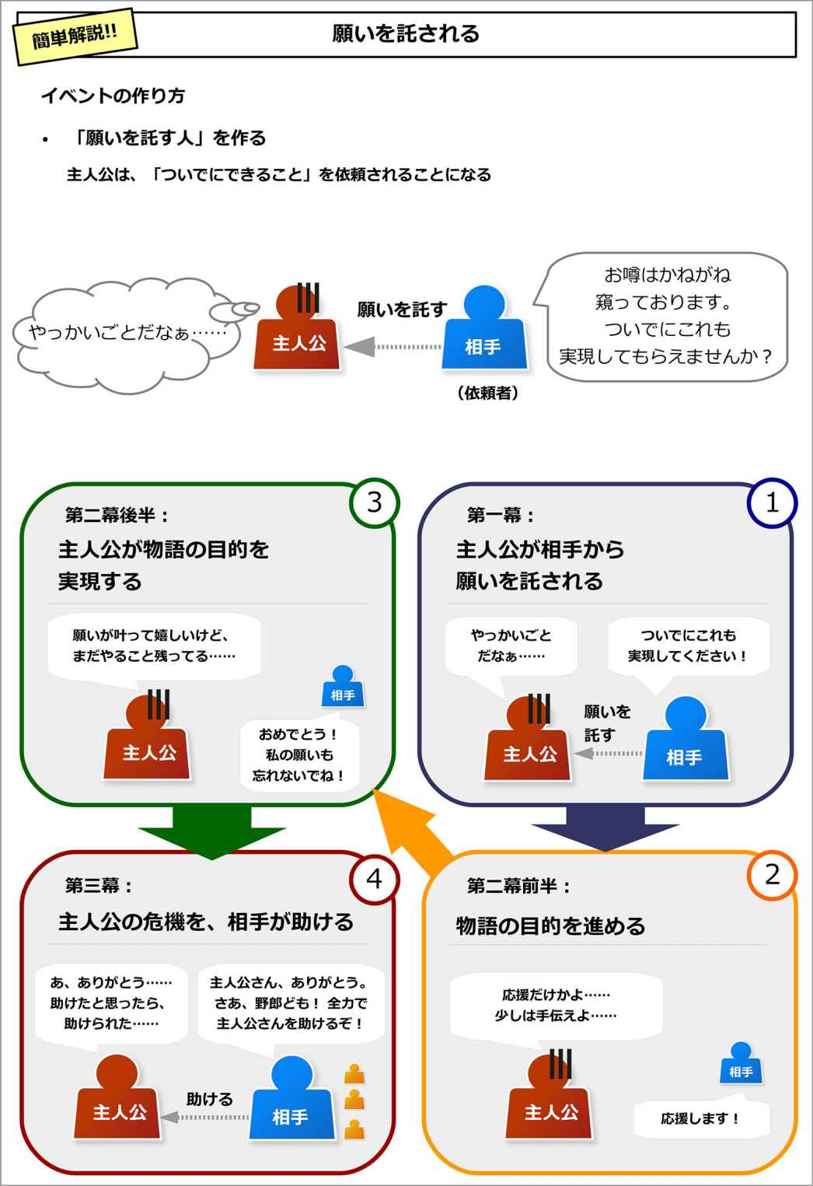 簡単解説!!
願いを託される
イベントの作り方
・ 「願いを託す人」を作る
主人公は、「ついでにできること」を依頼されることになる
やっかいごとだなぁ……
主人公
願いを託す
相手
（依頼者）
お噂はかねがね
窺っております。
ついでにこれも
実現してもらえませんか？
1
第一幕：
主人公が相手から
願いを託される
やっかいごと
だなぁ……
ついでにこれも
実現してください！
主人公
願いを
託す
相手
2
第二幕前半：
物語の目的を進める
応援だけかよ……
少しは手伝えよ……
主人公
相手
応援します！
3
第二幕後半：
主人公が物語の目的を
実現する
願いが叶って嬉しいけど、
まだやること残ってる……
主人公
相手
おめでとう！
私の願いも
忘れないでね！
4
第三幕：
主人公の危機を、相手が助ける
あ、ありがとう……
助けたと思ったら、
助けられた……
主人公さん、ありがとう。
さあ、野郎ども！ 全力で
主人公さんを助けるぞ！
主人公
助ける
相手